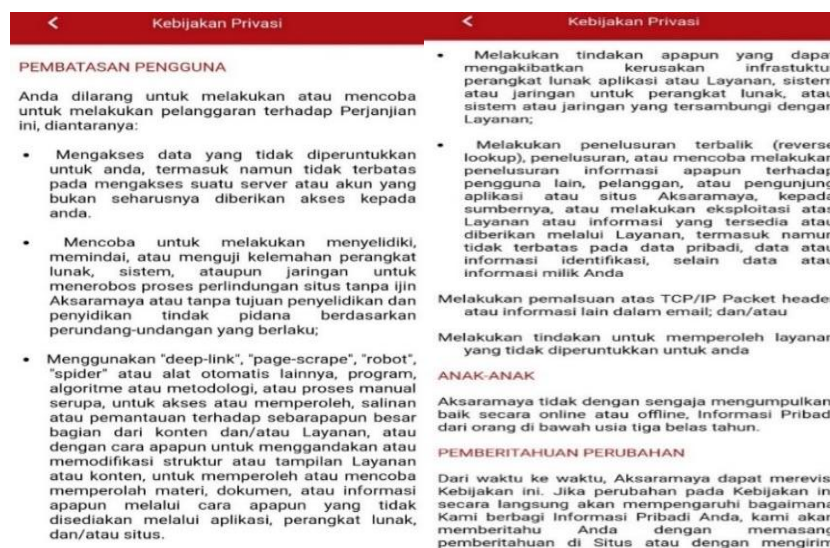 Kebijakan Privasi
PEMBATASAN PENGGUNA
Anda dilarang untuk melakukan atau mencoba
untuk melakukan pelanggaran terhadap Perjanjian
ini, diantaranya:
• Mengakses data yang tidak diperuntukkan
untuk anda, termasuk namun tidak terbatas
pada mengakses suatu server atau akun yang
bukan seharusnya diberikan akses kepada
anda.
• Mencoba untuk melakukan menyelidiki,
memindai, atau menguji kelemahan perangkat
lunak, sistem, ataupun jaringan untuk
menerobos proses perlindungan situs tanpa ijin
Aksaramaya atau tanpa tujuan penyelidikan dan
penyidikan tindak pidana berdasarkan
perundang-undangan yang berlaku;
• Menggunakan "deep-link", "page-scrape", "robot",
"spider" atau alat otomatis lainnya, program,
algoritme atau metodologi, atau proses manual
serupa, untuk akses atau memperoleh, salinan
atau pemantauan terhadap sebarapapun besar
bagian dari konten dan/atau Layanan, atau
dengan cara apapun untuk menggandakan atau
memodifikasi struktur atau tampilan Layanan
atau konten, untuk memperoleh atau mencoba
memperolah materi, dokumen, atau informasi
apapun melalui cara apapun yang tidak
disediakan melalui aplikasi, perangkat lunak,
dan/atau situs.
Kebijakan Privasi
• Melakukan tindakan apapun yang dapa
mengakibatkan kerusakan infrastuktu
perangkat lunak aplikasi atau Layanan, sistem
atau jaringan untuk perangkat lunak, atau
sistem atau jaringan yang tersambung dengan
Layanan;
• Melakukan penelusuran terbalik (reverse
lookup), penelusuran, atau mencoba melakukan
penelusuran informasi apapun terhadap
pengguna lain, pelanggan, atau pengunjung
aplikasi atau situs Aksaramaya, kepada
sumbernya, atau melakukan eksploitasi atas
Layanan atau informasi yang tersedia atau
diberikan melalui Layanan, termasuk namun
tidak terbatas pada data pribadi, data atau
informasi identifikasi, selain data atau
informasi milik Anda
Melakukan pemalsuan atas TCP/IP Packet header
atau informasi lain dalam email; dan/atau
Melakukan tindakan untuk memperoleh layanan
yang tidak diperuntukkan untuk anda
ANAK-ANAK
Aksaramaya tidak dengan sengaja mengumpulkan
baik secara online atau offline, Informasi Pribad
dari orang di bawah usia tiga belas tahun.
PEMBERITAHUAN PERUBAHAN
Dari waktu ke waktu, Aksaramaya dapat merevis
Kebijakan ini. Jika perubahan pada Kebijakan in
secara langsung akan mempengaruhi bagaimana
Kami berbagi Informasi Pribadi Anda, kami akan
memberitahu Anda dengan memasang
pemberitahuan di Situs atau dengan mengirim